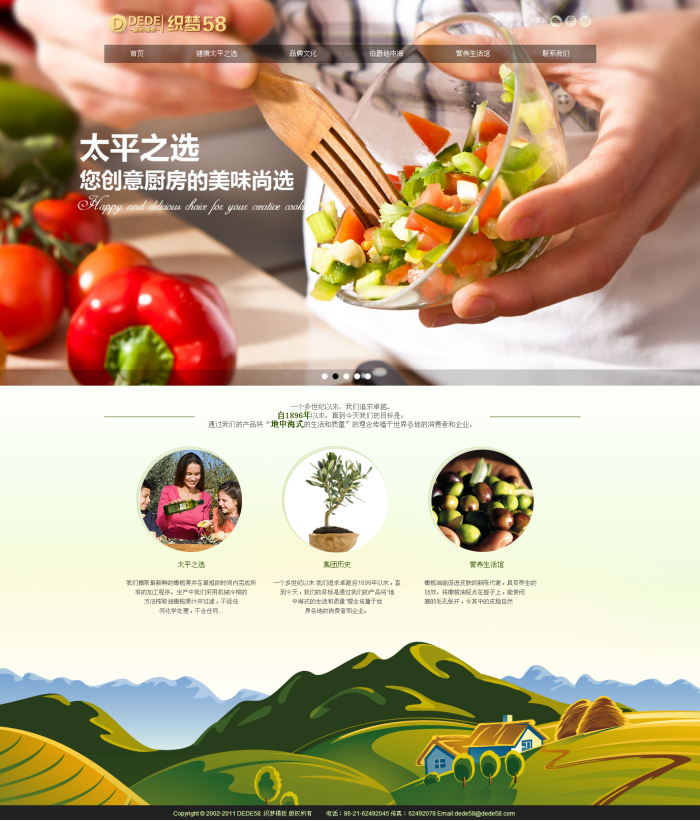 DEDE 织梦58
首页 健康太平之选 品牌文化 伯爵地中海 营养生活馆 联系我们
太平之选
您创意厨房的美味尚选
Happy and delicious choice for your creative cook
一个多世纪以来，我们追求卓越。
自1896年以来，直到今天我们的目标是：
通过我们的产品将“地中海式的生活和质量”的理念传播于世界各地的消费者和企业。
太平之选 集团历史 营养生活馆
我们摘取最新鲜的橄榄果并在最短的时间内完成所
有的加工程序。生产中我们采用机械冷榨的
方法榨取油橄榄果汁并过滤，不经任
何化学处理，不含任何...
一个多世纪以来 我们追求卓越自1896年以来，直
到今天，我们的目标是通过我们的产品将“地
中海式的生活和质量”理念传播于世
界各地的消费者和企业。
橄榄油能促进皮肤的新陈代谢，具有养生的
功效。将橄榄油轻点在痘子上，能使闭
塞的毛孔张开，令其中的皮脂自然
Copyright © 2002-2011 DEDE58. 织梦模板 版权所有 电话：86-21-62492045 传真：62492078 Email:dede58@dede58.com